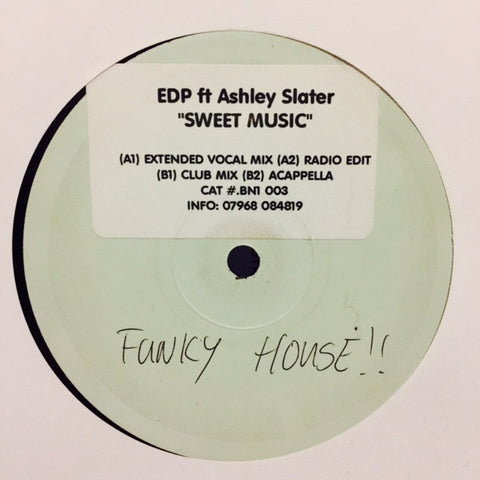 EDP ft Ashley Slater
"SWEET MUSIC"
(A1) EXTENDED VOCAL MIX (A2) RADIO EDIT
(B1) CLUB MIX (B2) ACAPPELLA
CAT #.BN1 003
INFO: 07968 084819
FUNKY HOUSE!!